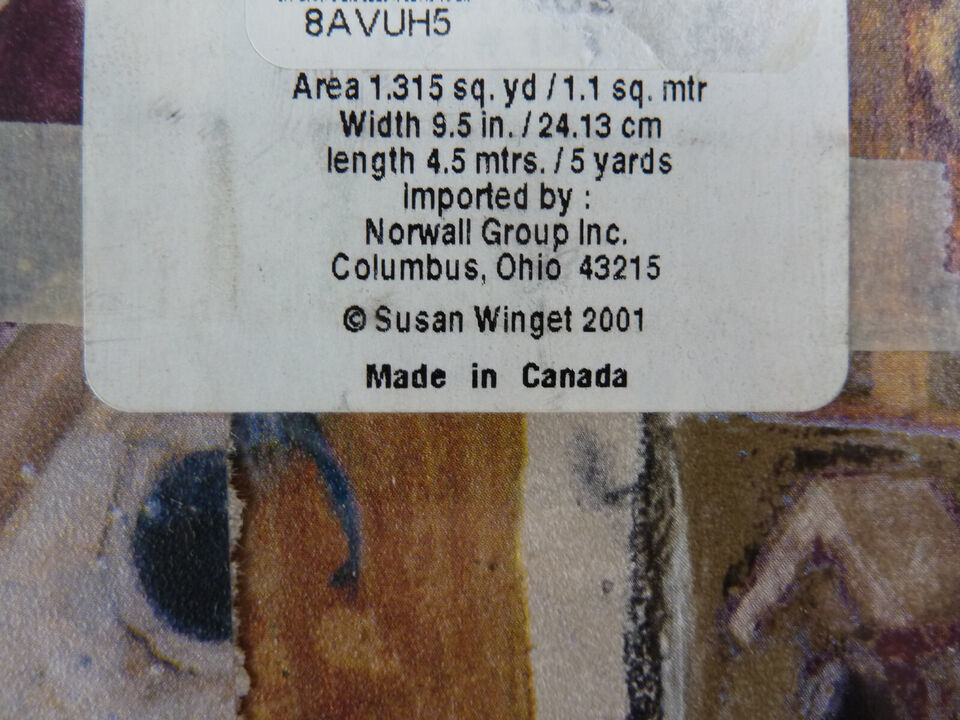 8AVUH5
Area 1.315 sq. yd / 1.1 sq. mtr
Width 9.5 in. / 24.13 cm
length 4.5 mtrs. / 5 yards
imported by :
Norwall Group Inc.
Columbus, Ohio 43215
© Susan Winget 2001
Made in Canada